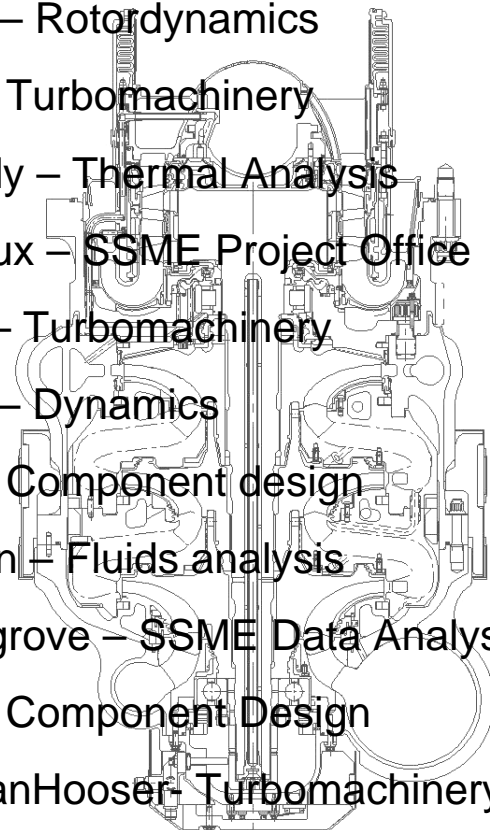 – Rotordynamics
Turbomachinery
ly – Thermal Analysis
ux – SSME Project Office
– Turbomachinery
– Dynamics
Component design
n – Fluids analysis
grove – SSME Data Analys
Component Design
anHooser- Turbomachinery